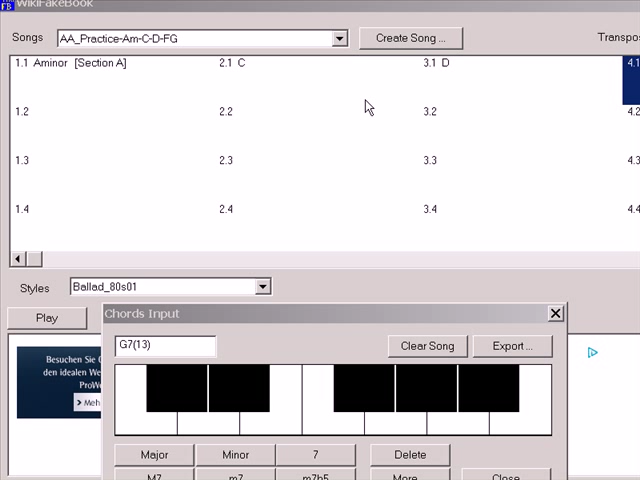 FB WikiFakeBook
Songs AA_Practice-Am-C-D-FG Create Song ... Transpo
1.1 Aminor [Section A] 2.1 C 3.1 D 4.1
1.2 2.2 3.2 4.2
1.3 2.3 3.3 4.3
1.4 2.4 3.4 4.4
Styles Ballad_80s01
Play
Chords Input
G7(13) Clear Song Export ...
Besuchen Sie
den idealen We
ProWe
> Meh
Major Minor 7 Delete
M7 m7 m7b5 More Close